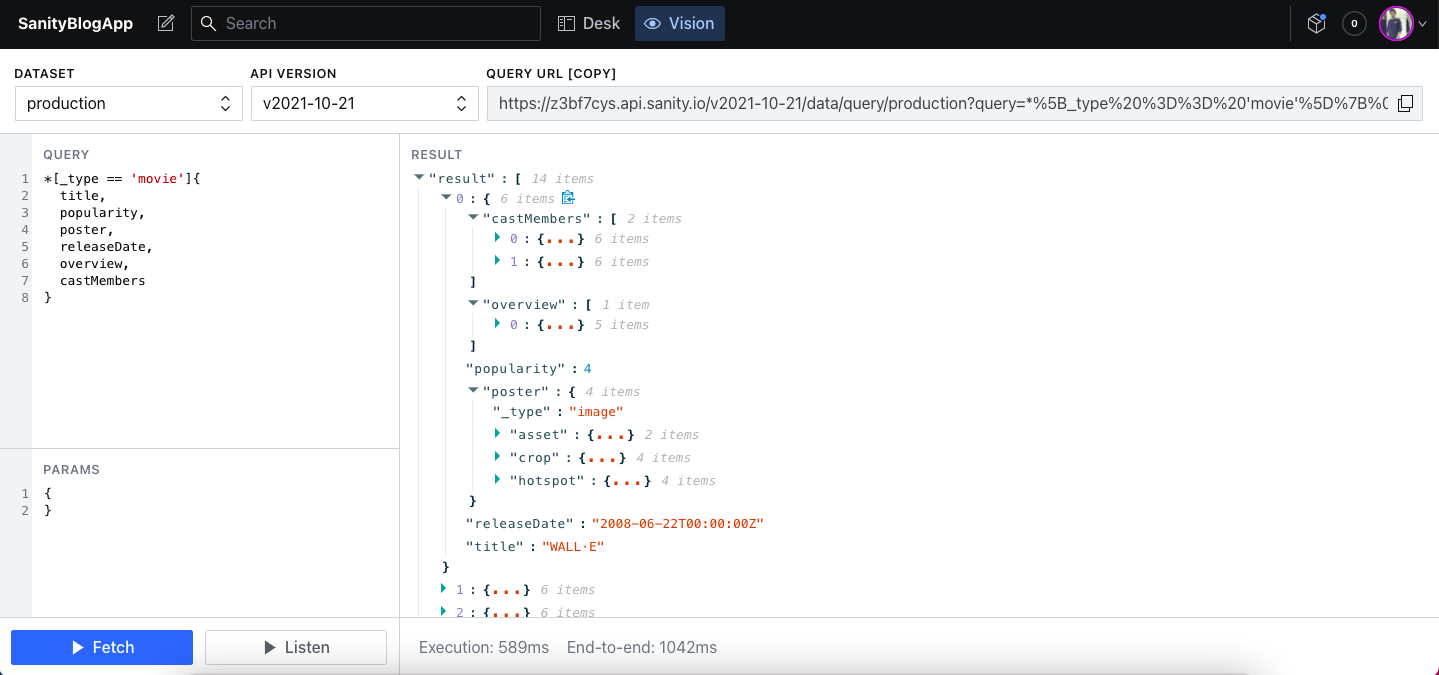 SanityBlogApp Search Desk Vision 0
DATASET API VERSION QUERY URL [COPY]
production v2021-10-21 https://z3bf7cys.api.sanity.io/v2021-10-21/data/query/production?query=*%5B_type%20%3D%3D%20'movie'%5D%7B%0
QUERY
1 *[_type == 'movie']{
2 title,
3 popularity,
4 poster,
5 releaseDate,
6 overview,
7 castMembers
8 }
PARAMS
1 {
2 }
Fetch Listen
RESULT
"result" : [ 14 items
0 : { 6 items
"castMembers" : [ 2 items
0 : {...} 6 items
1 : {...} 6 items
]
"overview" : [ 1 item
0 : {...} 5 items
]
"popularity" : 4
"poster" : { 4 items
"_type" : "image"
"asset" : {...} 2 items
"crop" : {...} 4 items
"hotspot" : {...} 4 items
}
"releaseDate" : "2008-06-22T00:00:00Z"
"title" : "WALL·E"
}
1 : {...} 6 items
2 : {...} 6 items
Execution: 589ms End-to-end: 1042ms